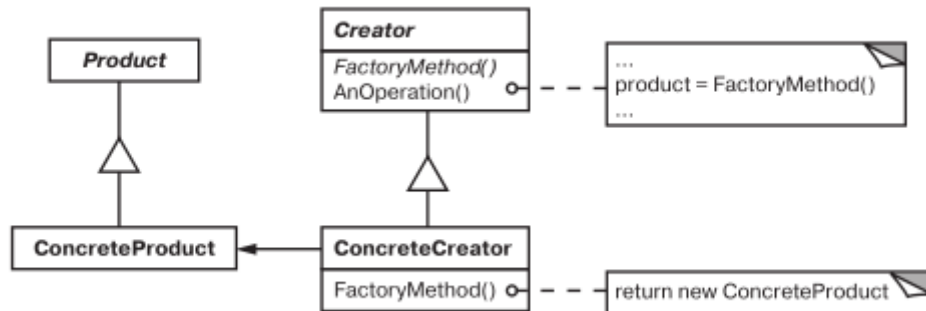 Product
Creator
FactoryMethod()
AnOperation()
...
product = FactoryMethod()
...
ConcreteProduct
ConcreteCreator
FactoryMethod()
return new ConcreteProduct